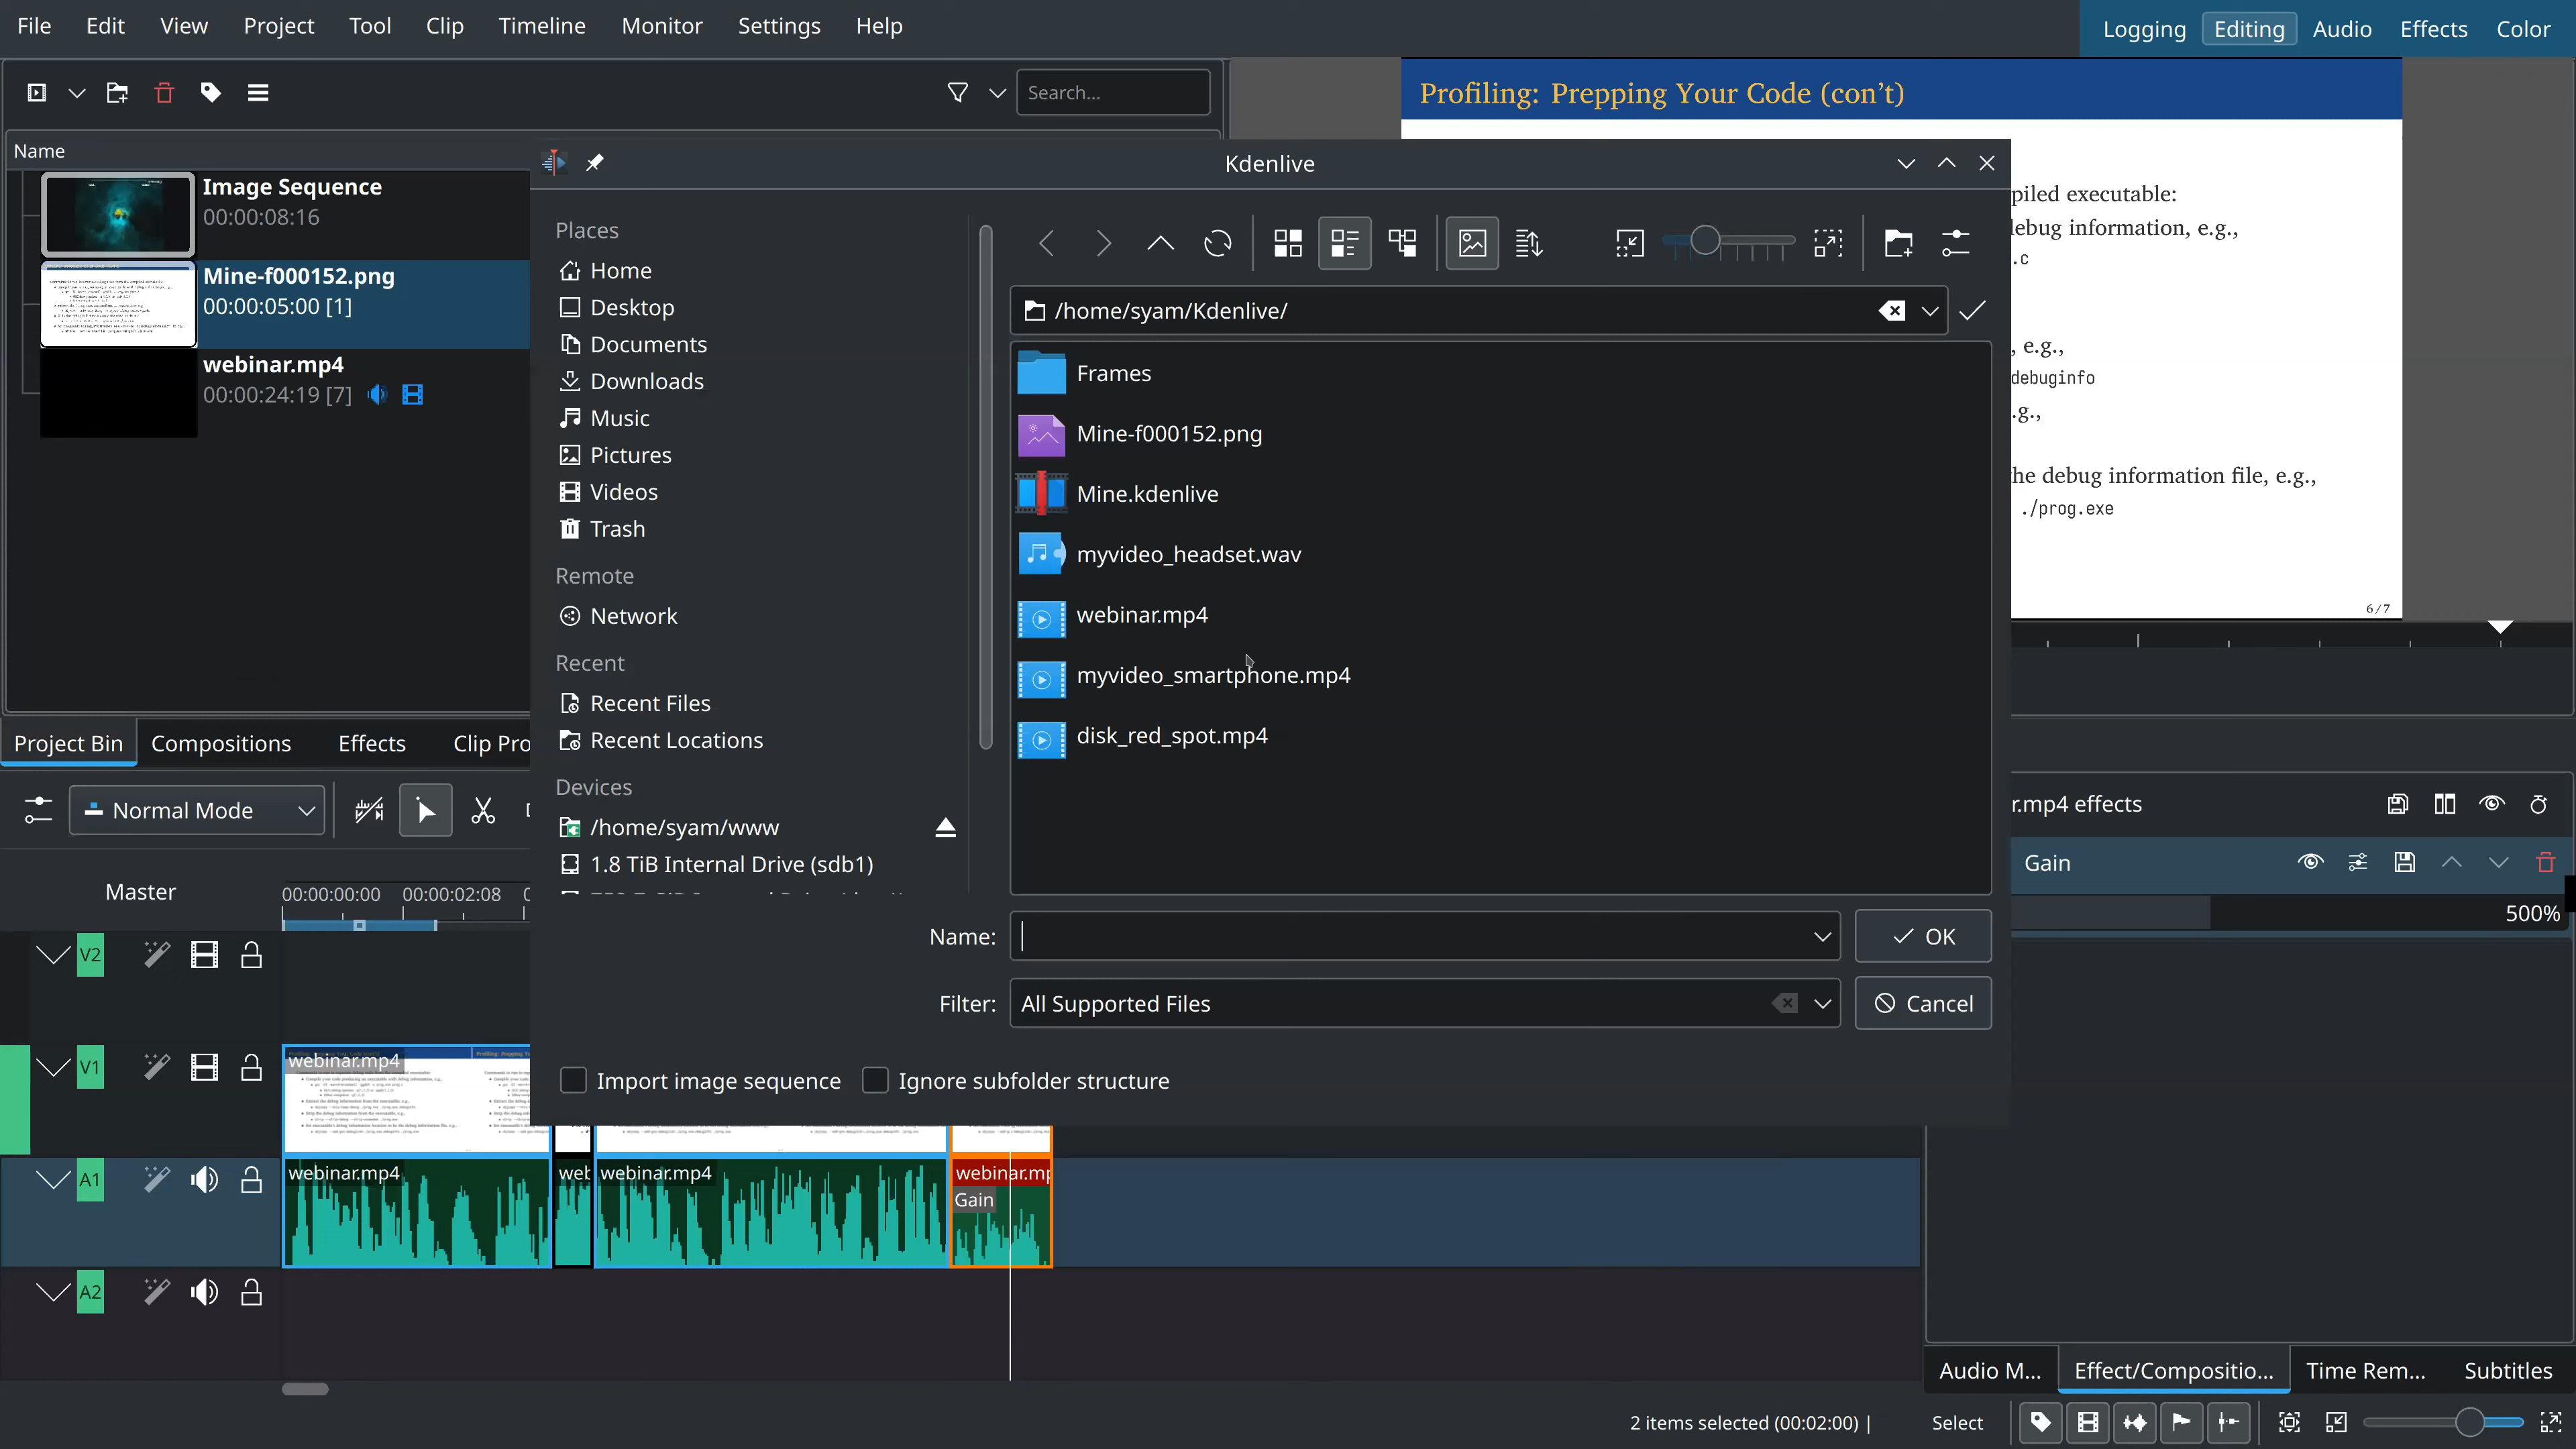 File Edit View Project Tool Clip Timeline Monitor Settings Help
Logging Editing Audio Effects Color
Search...
Profiling: Prepping Your Code (con't)
Name
Image Sequence
00:00:08:16
Mine-f000152.png
00:00:05:00 [1]
webinar.mp4
00:00:24:19 [7]
Kdenlive
Places
Home
Desktop
Documents
Downloads
Music
Pictures
Videos
Trash
Remote
Network
Recent
Recent Files
Recent Locations
Devices
/home/syam/www
1.8 TiB Internal Drive (sdb1)
/home/syam/Kdenlive/
Frames
Mine-f000152.png
Mine.kdenlive
myvideo_headset.wav
webinar.mp4
myvideo_smartphone.mp4
disk_red_spot.mp4
Name:
OK
Filter: All Supported Files
Cancel
Import image sequence Ignore subfolder structure
piled executable:
debug information, e.g.,
.c
, e.g.,
debuginfo
.g.,
he debug information file, e.g.,
./prog.exe
6/7
Project Bin Compositions Effects Clip Pro
Normal Mode
r.mp4 effects
Gain
500%
Master
00:00:00:00 00:00:02:08
V2
V1
webinar.mp4
A1
webinar.mp4 web webinar.mp4 webinar.mp
Gain
A2
Audio M... Effect/Compositio... Time Rem... Subtitles
2 items selected (00:02:00) | Select